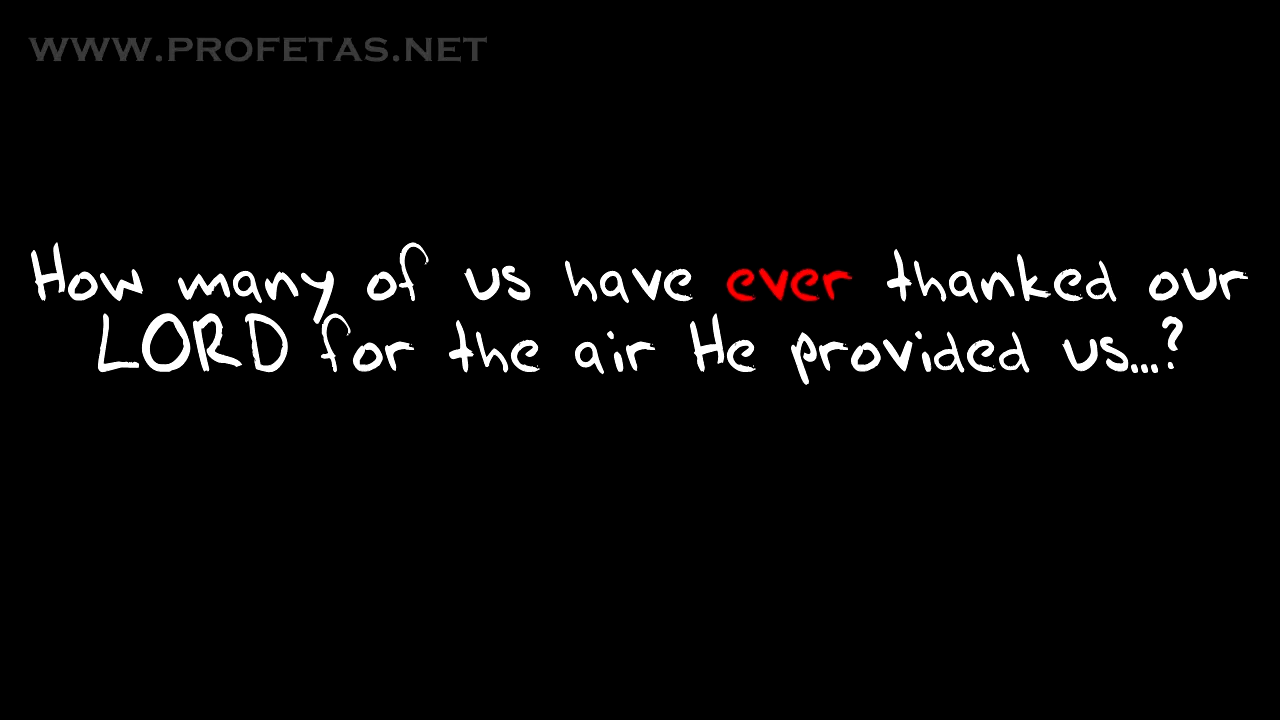 WWW.PROFETAS.NET
How many of us have ever thanked our
LORD for the air He provided us...?